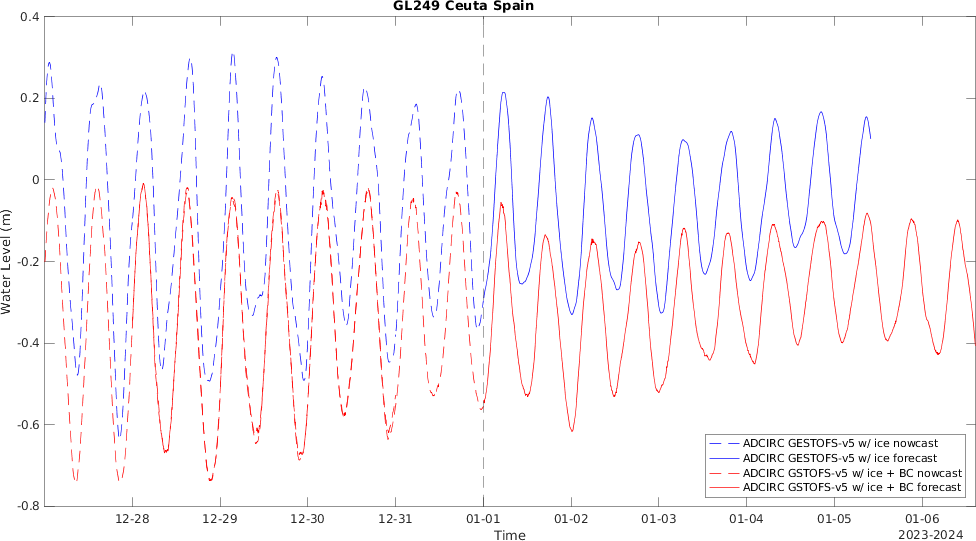 GL249 Ceuta Spain
0.4
0.2
0
-0.2
-0.4
-0.6
-0.8
Water Level (m)
ADCIRC GESTOFS-v5 w/ ice nowcast
ADCIRC GESTOFS-v5 w/ ice forecast
ADCIRC GSTOFS-v5 w/ ice + BC nowcast
ADCIRC GSTOFS-v5 w/ ice + BC forecast
12-28 12-29 12-30 12-31 01-01 01-02 01-03 01-04 01-05 01-06
Time
2023-2024